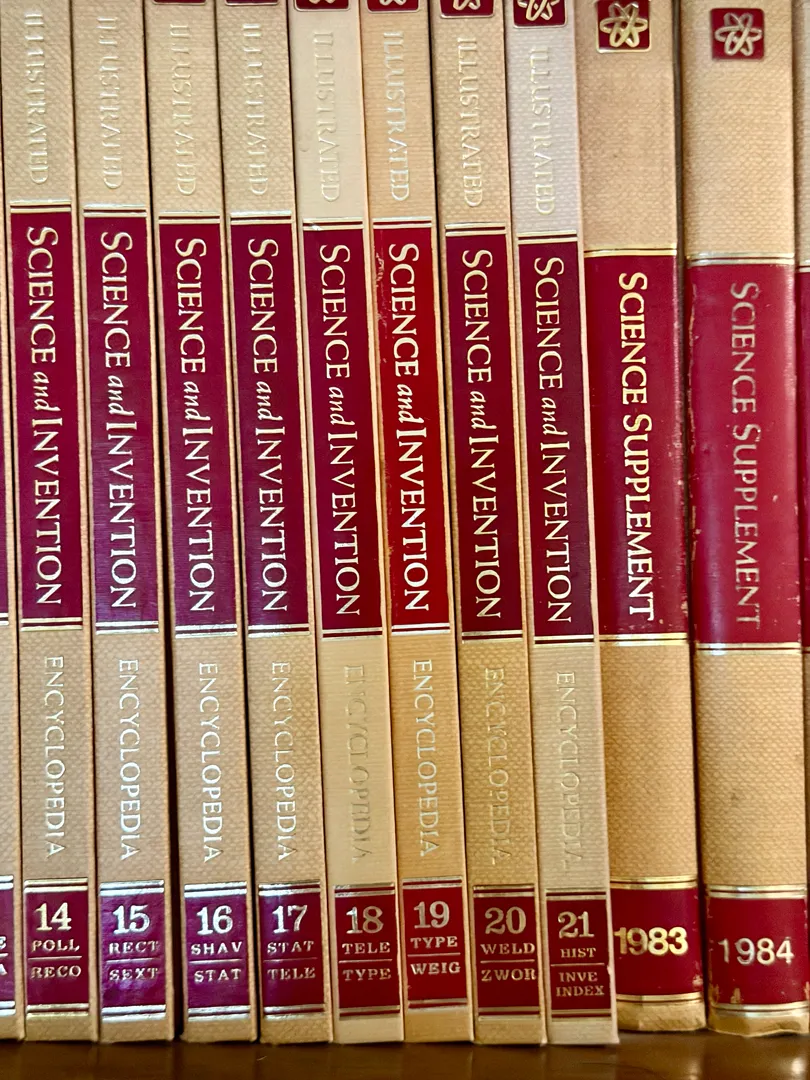 ILLUSTRATED
SCIENCE and INVENTION
ENCYCLOPEDIA
14
POLL
RECO
ILLUSTRATED
SCIENCE and INVENTION
ENCYCLOPEDIA
15
RECT
SEXT
ILLUSTRATED
SCIENCE and INVENTION
ENCYCLOPEDIA
16
SHAV
STAT
ILLUSTRATED
SCIENCE and INVENTION
ENCYCLOPEDIA
17
STAT
TELE
ILLUSTRATED
SCIENCE and INVENTION
ENCYCLOPEDIA
18
TELE
TYPE
ILLUSTRATED
SCIENCE and INVENTION
ENCYCLOPEDIA
19
TYPE
WEIG
ILLUSTRATED
SCIENCE and INVENTION
ENCYCLOPEDIA
20
WELD
ZWOR
ILLUSTRATED
SCIENCE and INVENTION
ENCYCLOPEDIA
21
HIST
INVE
INDEX
SCIENCE SUPPLEMENT
1983
SCIENCE SUPPLEMENT
1984